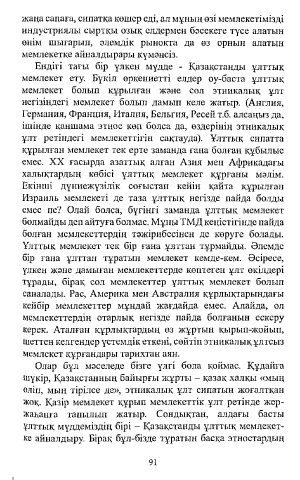 жаңа сапаға, сипатқа көшер еді, ал мұның өзі мемлекетімізді
индустриялы сыртқы озық елдермен бәсекеге түсе алатын
өнім шығарып, әлемдік рынокта да өз орнын алатын
мемлекетке айналдырары күмәнсіз.
Ендігі тағы бір үлкен мүдде - Қазақстанды ұлттық
мемлекет ету. Бүкіл өркениетті елдер оу-баста ұлттық
мемлекет болып құрылған және сол этникалық ұлт
негізіндегі мемлекет болып дамып келе жатыр. (Англия,
Германия, Франция, Италия, Бельгия, Ресей т.б. алсаңыз да,
ішінде қаншама этнос көп болса да, өздерінің этникалық
ұлт ретіндегі мемлекеттігін сақтауда). Ұлттық сипатта
құрылған мемлекет тек ерте заманда ғана болған құбылыс
емес. ХХ ғасырда азаттық алған Азия мен Африкадағы
халықтардың көбісі ұлттық мемлекет құрғаны мәлім.
Екінші дүниежүзілік соғыстан кейін қайта құрылған
Израиль мемлекеті де таза ұлттық негізде пайда болды
емес пе? Олай болса, бүгінгі заманда ұлттық мемлекет
болмайды деп айтуға болмас. Мұны ТМД кеңістігінде пайда
болған мемлекеттердің тәжірибесінен де көруге болады.
Ұлттық мемлекет тек бір ғана ұлттан тұрмайды. Әлемде
бір ғана ұлттан тұратын мемлекет кемде-кем. Әсіресе,
үлкен және дамыған мемлекеттерде көптеген ұлт өкілдері
тұрады, бірақ сол мемлекеттер ұлттық мемлекет болып
саналады. Рас, Америка мен Австралия құрлықтарындағы
кейбір мемлекеттер мұндай жағдайда емес. Алайда, ол
мемлекеттердің отарлық негізде пайда болғанын ескеру
керек. Аталған құрлықтардың өз жұртын қырып-жойып,
шеттен келгендер үстемдік еткені, сөйтіп этникалық ұлтсыз
мемлекет құрғандары тарихтан аян.
Олар бұл мәселеде бізге үлгі бола қоймас. Құдайға
шүкір, Қазақстанның байырғы жұрты – қазақ халқы «мың
өліп, мың тірілсе де», этникалық ұлт сипатын жоғалтқан
жоқ. Қазір мемлекет құрып мемлекеттік ұлт ретінде жер-
жаһанға танылып жатыр. Сондықтан, алдағы басты
ұлттық мүддеміздің бірі – Қазақстанды ұлттық мемлекет-
ке айналдыру. Бірақ бұл-бізде тұратын басқа этностардың
91